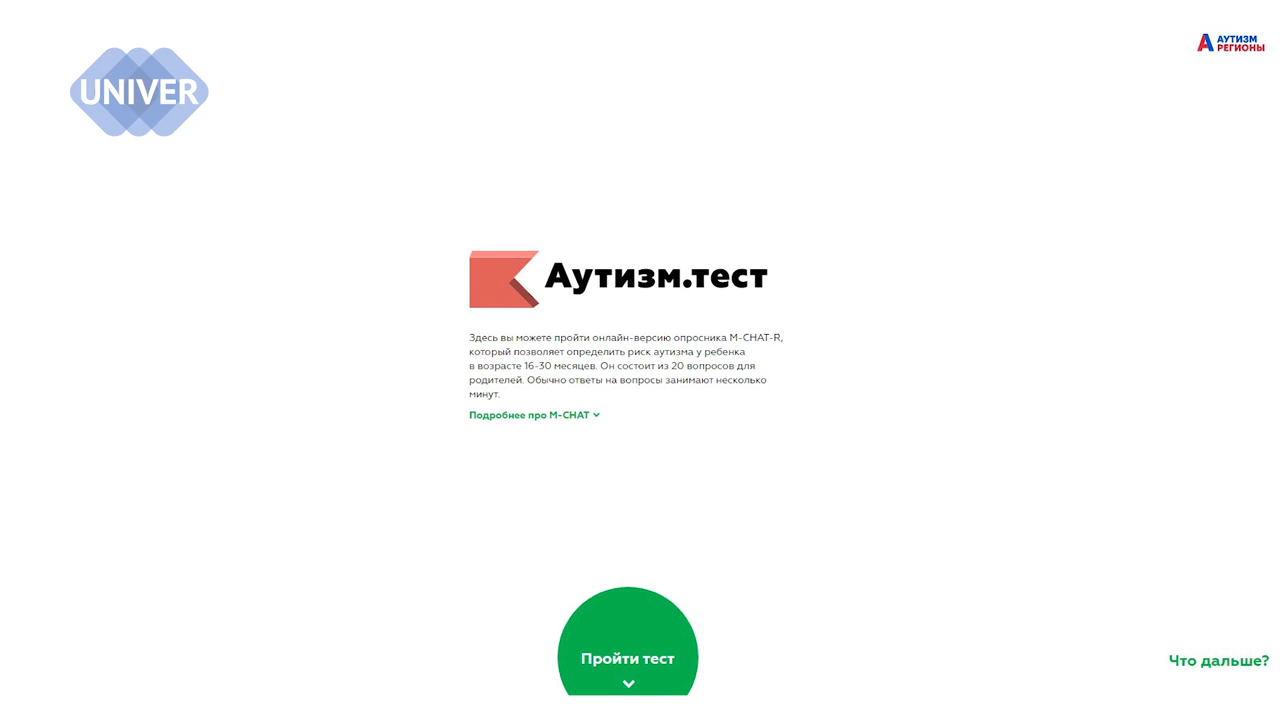 UNIVER
АУТИЗМ
РЕГИОНЫ
Аутизм.тест
Здесь вы можете пройти онлайн-версию опросника M-CHAT-R,
который позволяет определить риск аутизма у ребенка
в возрасте 16-30 месяцев. Он состоит из 20 вопросов для
родителей. Обычно ответы на вопросы занимают несколько
минут.
Подробнее про M-CHAT
Пройти тест
Что дальше?